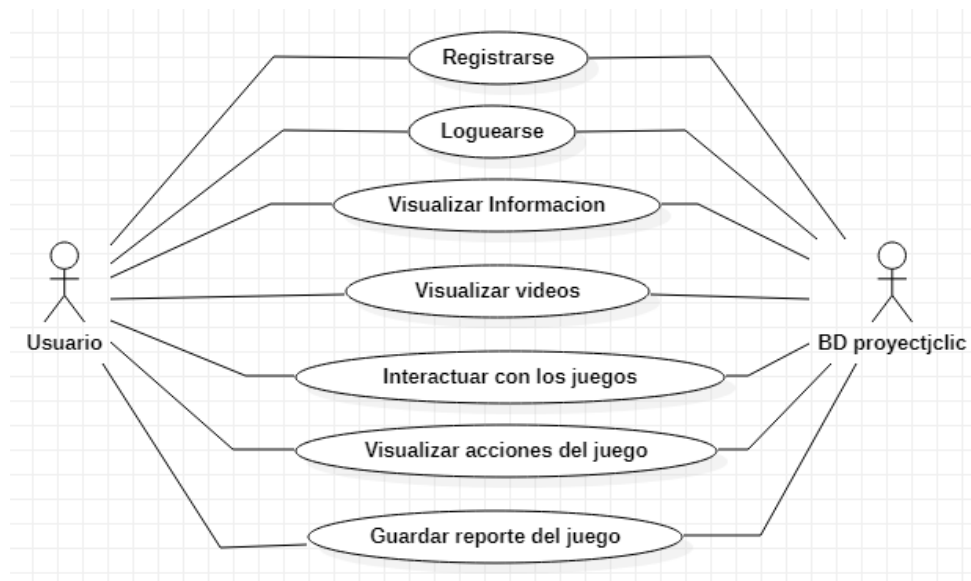 Registrarse
Loguearse
Visualizar Informacion
Visualizar videos
Usuario
BD proyectjclic
Interactuar con los juegos
Visualizar acciones del juego
Guardar reporte del juego